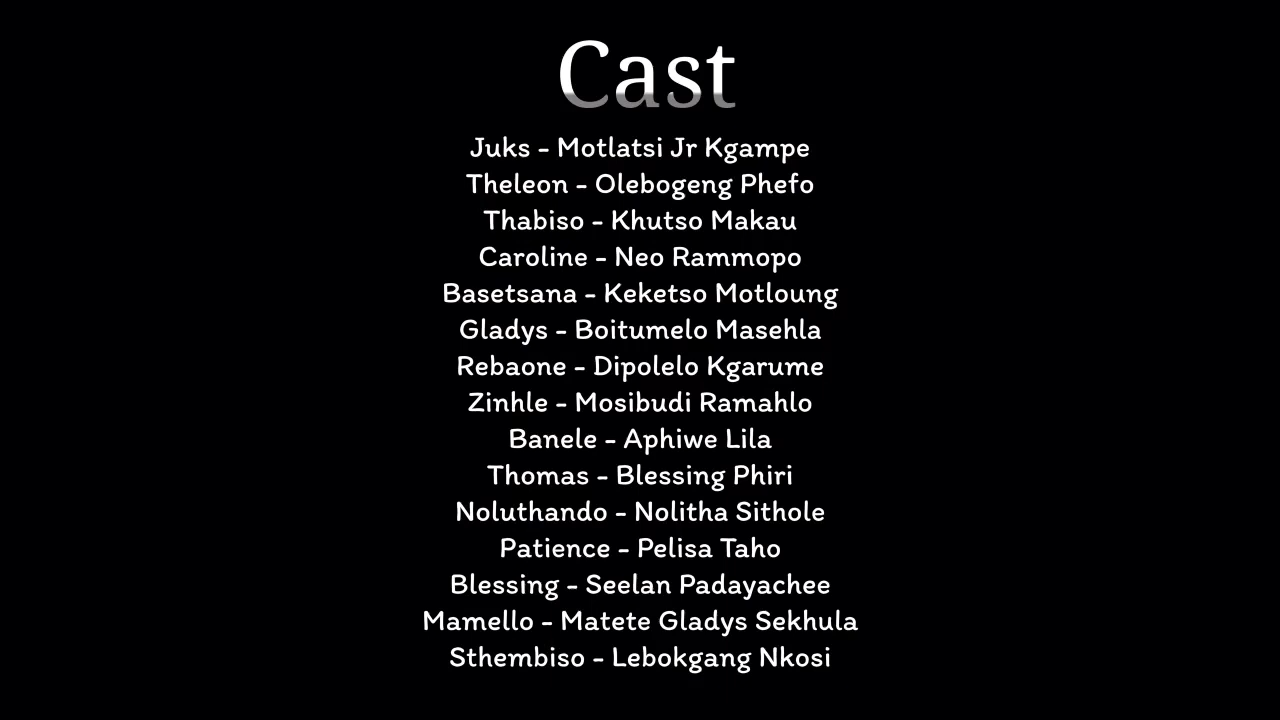 Cast
Juks - Motlatsi Jr Kgampe
Theleon - Olebogeng Phefo
Thabiso - Khutso Makau
Caroline - Neo Rammopo
Basetsana - Keketso Motloung
Gladys - Boitumelo Masehla
Rebaone - Dipolelo Kgarume
Zinhle - Mosibudi Ramahlo
Banele - Aphiwe Lila
Thomas - Blessing Phiri
Noluthando - Nolitha Sithole
Patience - Pelisa Taho
Blessing - Seelan Padayachee
Mamello - Matete Gladys Sekhula
Sthembiso - Lebokgang Nkosi